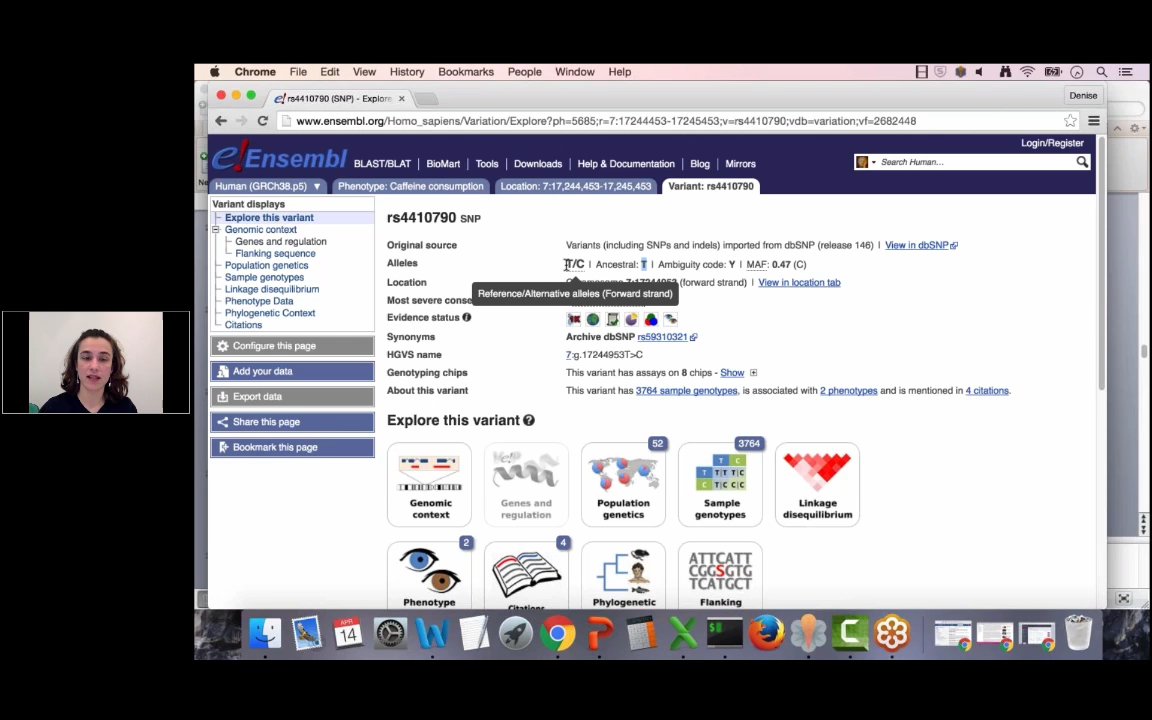 Chrome File Edit View History Bookmarks People Window Help
e!rs4410790 (SNP) - Explore ×
Denise
www.ensembl.org/Homo_sapiens/Variation/Explore?ph=5685;r=7:17244453-17245453;v=rs4410790;vdb=variation;vf=2682448
Login/Register
e!Ensembl BLAST/BLAT | BioMart | Tools | Downloads | Help & Documentation | Blog | Mirrors
Search Human...
Human (GRCh38.p5) ▼ Phenotype: Caffeine consumption Location: 7:17,244,453-17,245,453 Variant: rs4410790
Variant displays
Explore this variant
Genomic context
Genes and regulation
Flanking sequence
Population genetics
Sample genotypes
Linkage disequilibrium
Phenotype Data
Phylogenetic Context
Citations
Configure this page
Add your data
Export data
Share this page
Bookmark this page
rs4410790 SNP
Original source Variants (including SNPs and indels) imported from dbSNP (release 146) | View in dbSNP
Alleles T/C | Ancestral: T | Ambiguity code: Y | MAF: 0.47 (C)
Location (forward strand) | View in location tab
Reference/Alternative alleles (Forward strand)
Most severe conse
Evidence status
Synonyms Archive dbSNP rs59310321
HGVS name 7:g.17244953T>C
Genotyping chips This variant has assays on 8 chips - Show
About this variant This variant has 3764 sample genotypes, is associated with 2 phenotypes and is mentioned in 4 citations.
Explore this variant
52 3764
Genomic context
Genes and regulation
Population genetics
T C
T T T T C
C T C C C
Sample genotypes
Linkage disequilibrium
2 4
Phenotype
Citations
Phylogenetic
ATTCATT
CGGSGTG
TCATGCT
Flanking
APR
14